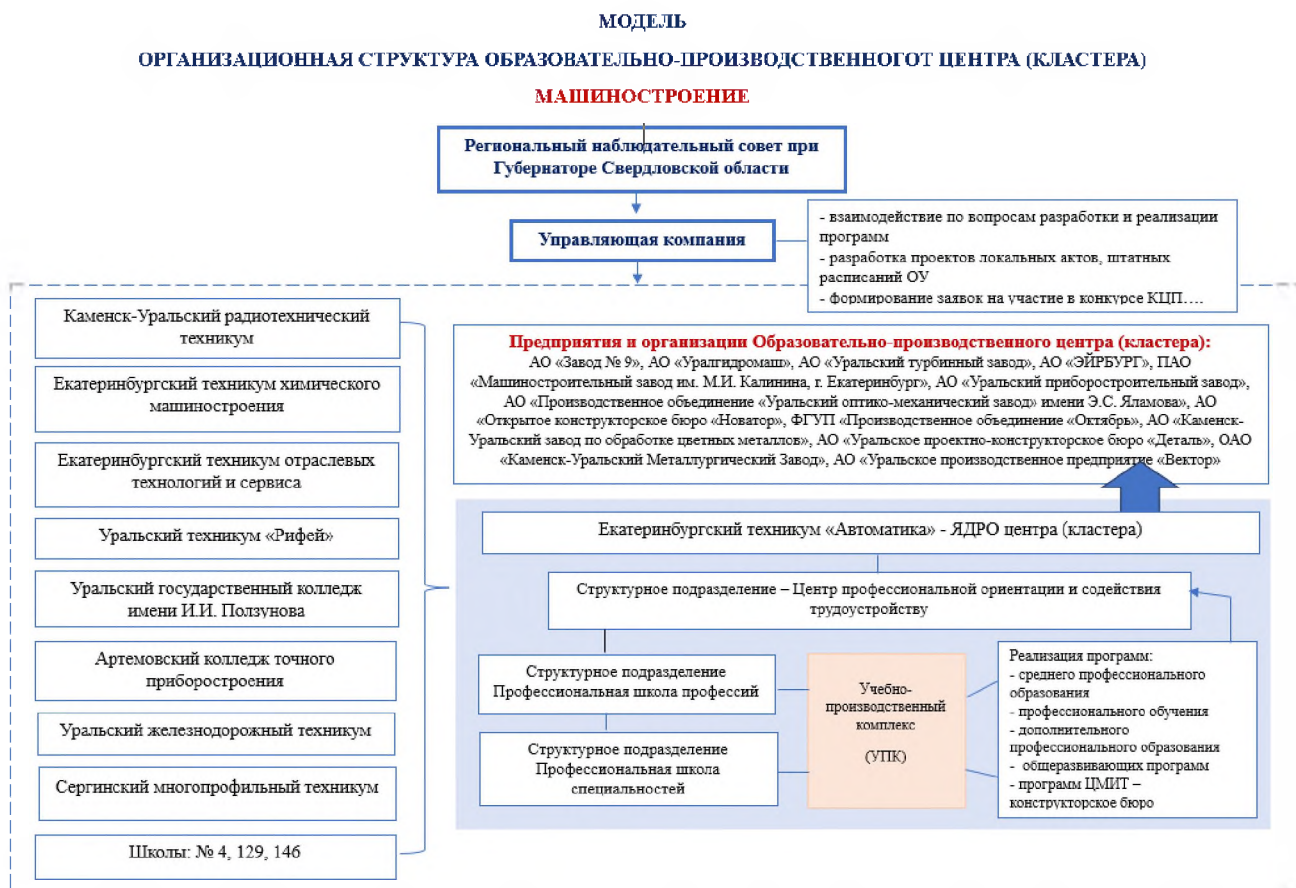 МОДЕЛЬ
ОРГАНИЗАЦИОННАЯ СТРУКТУРА ОБРАЗОВАТЕЛЬНО-ПРОИЗВОДСТВЕННОГОТ ЦЕНТРА (КЛАСТЕРА)
МАШИНОСТРОЕНИЕ
Региональный наблюдательный совет при
Губернаторе Свердловской области
Управляющая компания
- взаимодействие по вопросам разработки и реализации
программ
- разработка проектов локальных актов, штатных
расписаний ОУ
- формирование заявок на участие в конкурсе КЦП….
Каменск-Уральский радиотехнический
техникум
Екатеринбургский техникум химического
машиностроения
Екатеринбургский техникум отраслевых
технологий и сервиса
Уральский техникум «Рифей»
Уральский государственный колледж
имени И.И. Ползунова
Артемовский колледж точного
приборостроения
Уральский железнодорожный техникум
Сергинский многопрофильный техникум
Школы: № 4, 129, 146
Предприятия и организации Образовательно-производственного центра (кластера):
АО «Завод № 9», АО «Уралгидромаш», АО «Уральский турбинный завод», АО «ЭЙРБУРГ», ПАО
«Машиностроительный завод им. М.И. Калинина, г. Екатеринбург», АО «Уральский приборостроительный завод»,
АО «Производственное объединение «Уральский оптико-механический завод» имени Э.С. Яламова», АО
«Открытое конструкторское бюро «Новатор», ФГУП «Производственное объединение «Октябрь», АО «Каменск-
Уральский завод по обработке цветных металлов», АО «Уральское проектно-конструкторское бюро «Деталь», ОАО
«Каменск-Уральский Металлургический Завод», АО «Уральское производственное предприятие «Вектор»
Екатеринбургский техникум «Автоматика» - ЯДРО центра (кластера)
Структурное подразделение – Центр профессиональной ориентации и содействия
трудоустройству
Структурное подразделение
Профессиональная школа профессий
Структурное подразделение
Профессиональная школа
специальностей
Учебно-
производственный
комплекс
(УПК)
Реализация программ:
- среднего профессионального
образования
- профессионального обучения
- дополнительного
профессионального образования
- общеразвивающих программ
- программ ЦМИТ –
конструкторское бюро